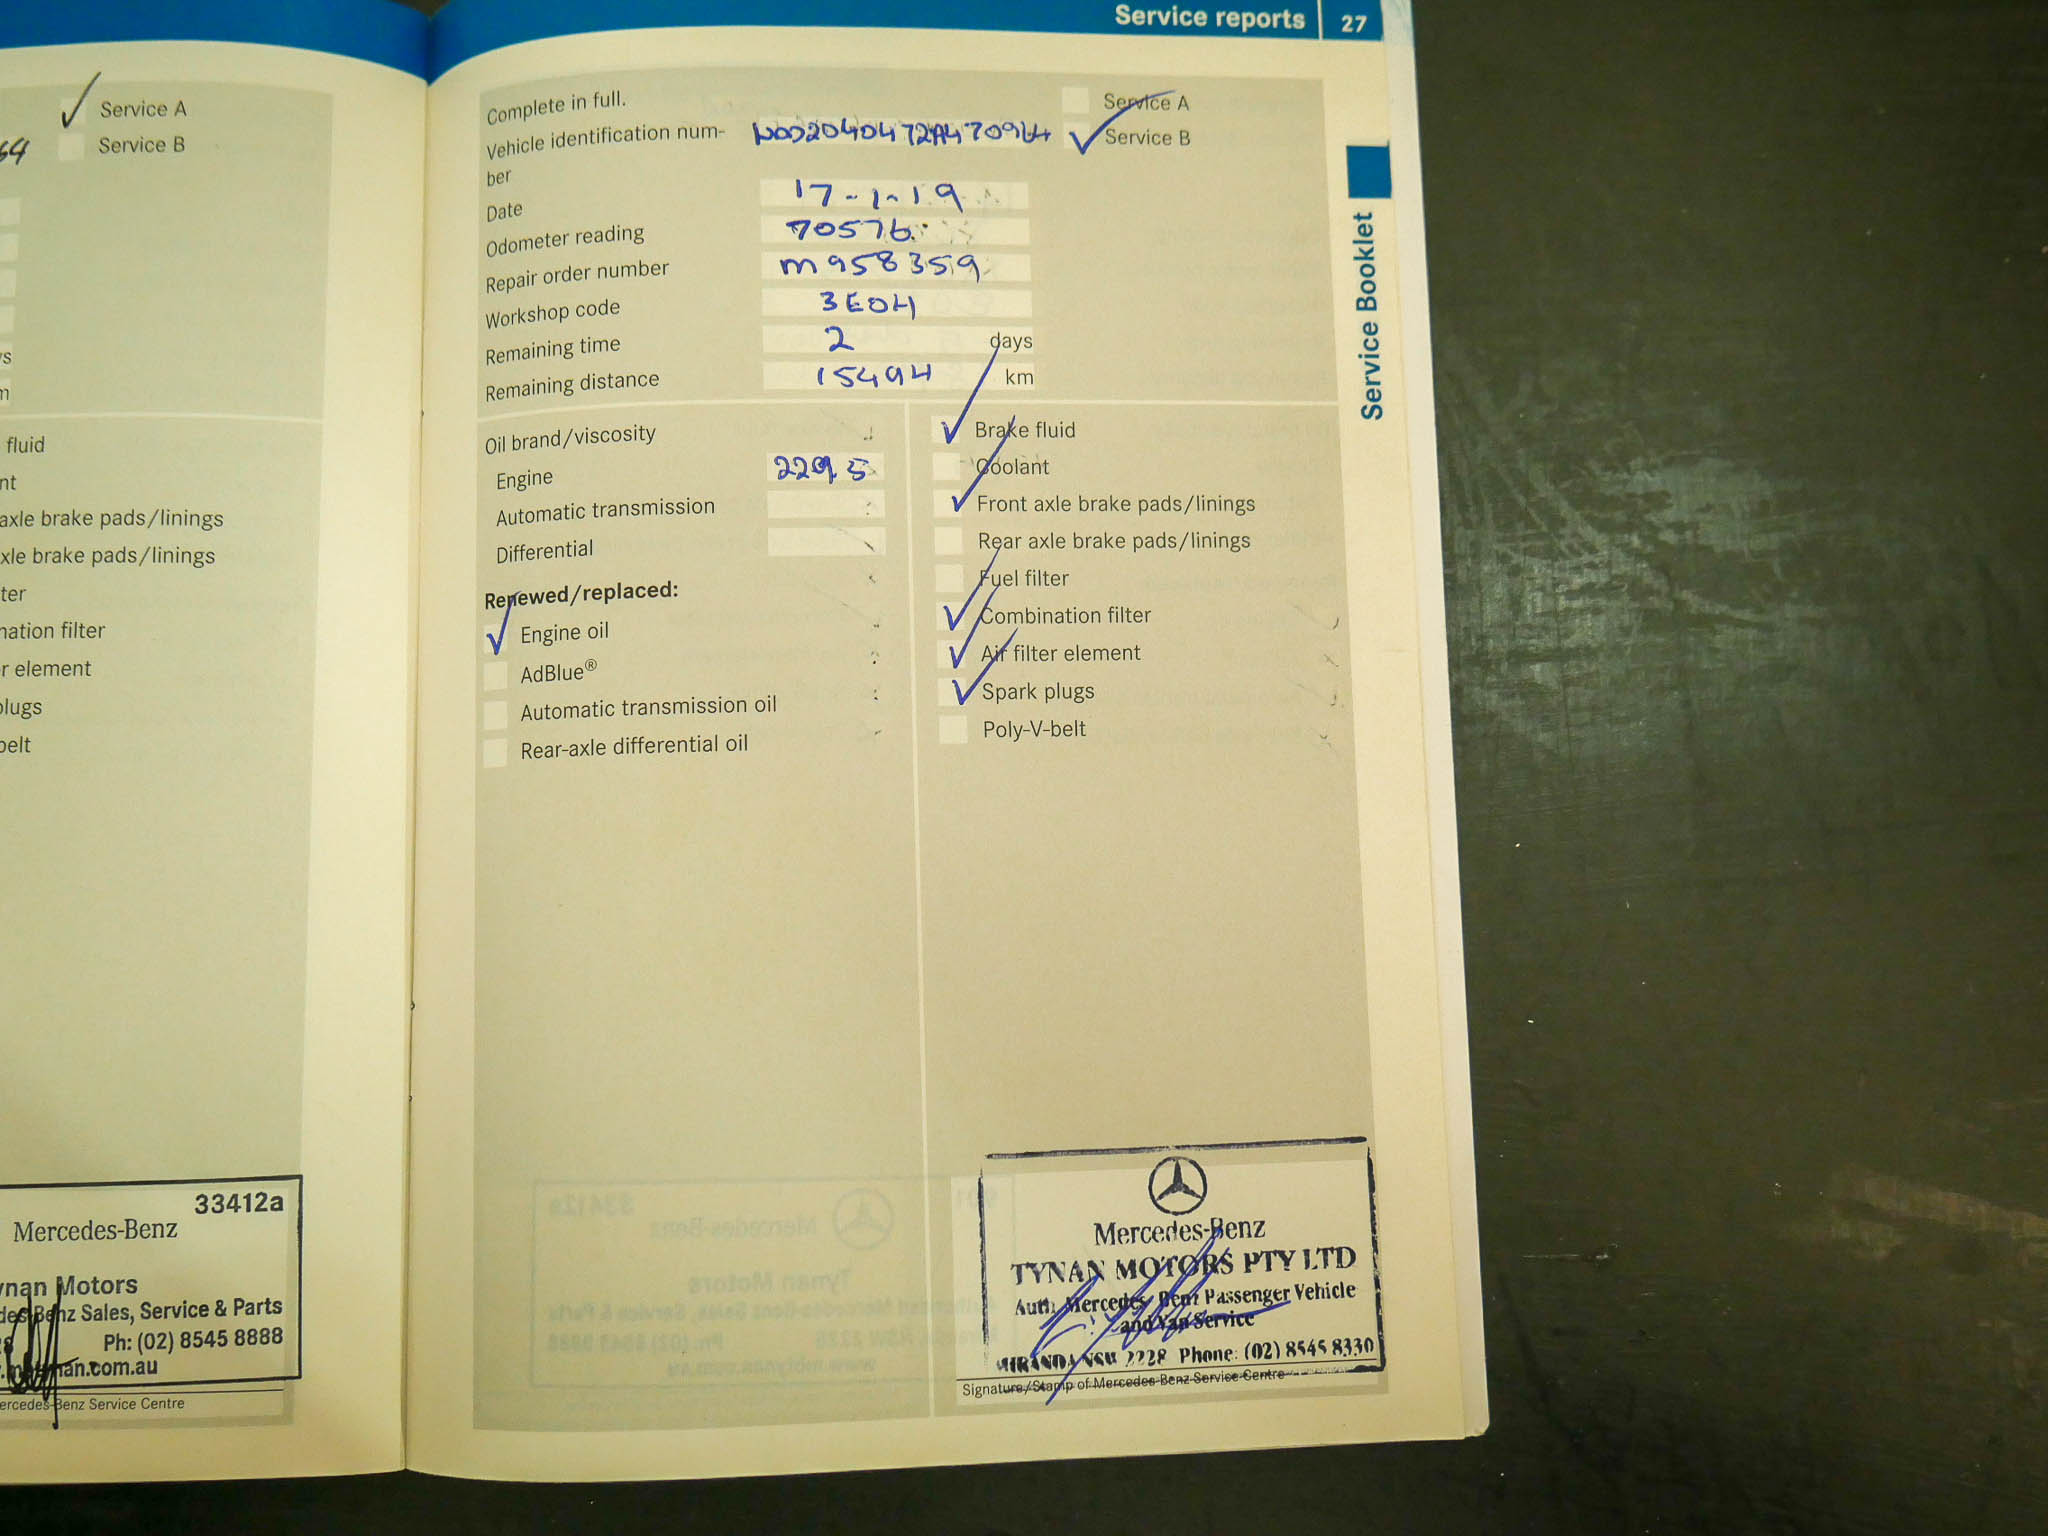 Service A
64 Service B
fluid
nt
axle brake pads/linings
xle brake pads/linings
ter
nation filter
r element
plugs
belt
33412a
Mercedes-Benz
ynan Motors
des-Benz Sales, Service & Parts
Ph: (02) 8545 8888
nan.com.au
ercedes-Benz Service Centre
Service reports 27
Complete in full.
Service A
Vehicle identification num-
ber
Service B
Date 17-1-19
Odometer reading 70576
Repair order number M958359
Workshop code 3E04
Remaining time 2 days
Remaining distance 15494 km
Oil brand/viscosity
Engine 229.5
Automatic transmission
Differential
Renewed/replaced:
Engine oil
AdBlue®
Automatic transmission oil
Rear-axle differential oil
Brake fluid
Coolant
Front axle brake pads/linings
Rear axle brake pads/linings
Fuel filter
Combination filter
Air filter element
Spark plugs
Poly-V-belt
Service Booklet
Mercedes-Benz
TYNAN MOTORS PTY LTD
Auth. Mercedes-Benz Passenger Vehicle
and Van Service
MIRANDA NSW 2228 Phone: (02) 8545 8330
Signature/Stamp of Mercedes-Benz Service Centre